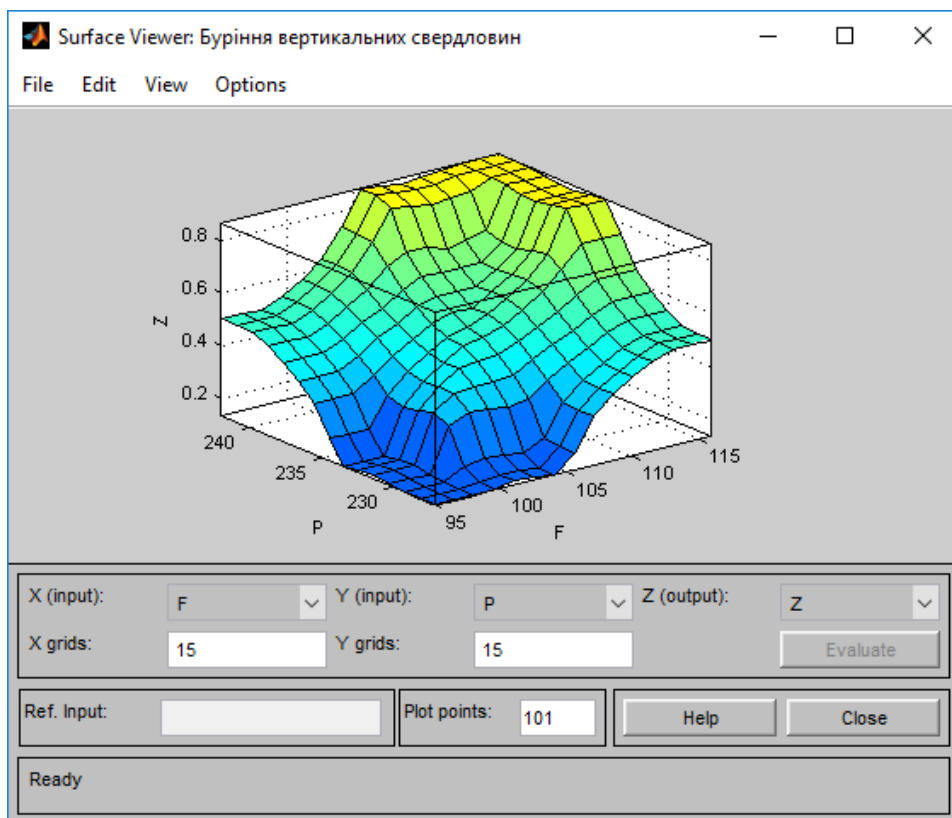 Surface Viewer: Буріння вертикальних свердловин
File Edit View Options
0.8
0.6
0.4
0.2
Z
240
235
230
P
95
100
105
110
115
F
X (input): F Y (input): P Z (output): Z
X grids: 15 Y grids: 15 Evaluate
Ref. Input: Plot points: 101 Help Close
Ready